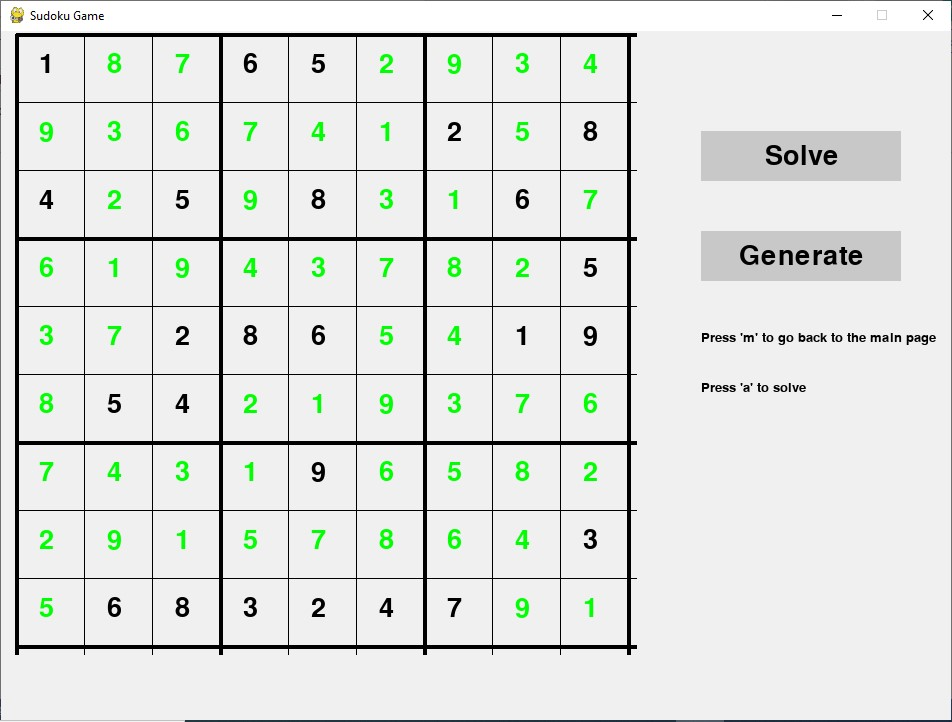 Sudoku Game
1 8 7 6 5 2 9 3 4
9 3 6 7 4 1 2 5 8
4 2 5 9 8 3 1 6 7
6 1 9 4 3 7 8 2 5
3 7 2 8 6 5 4 1 9
8 5 4 2 1 9 3 7 6
7 4 3 1 9 6 5 8 2
2 9 1 5 7 8 6 4 3
5 6 8 3 2 4 7 9 1
Solve
Generate
Press 'm' to go back to the main page
Press 'a' to solve